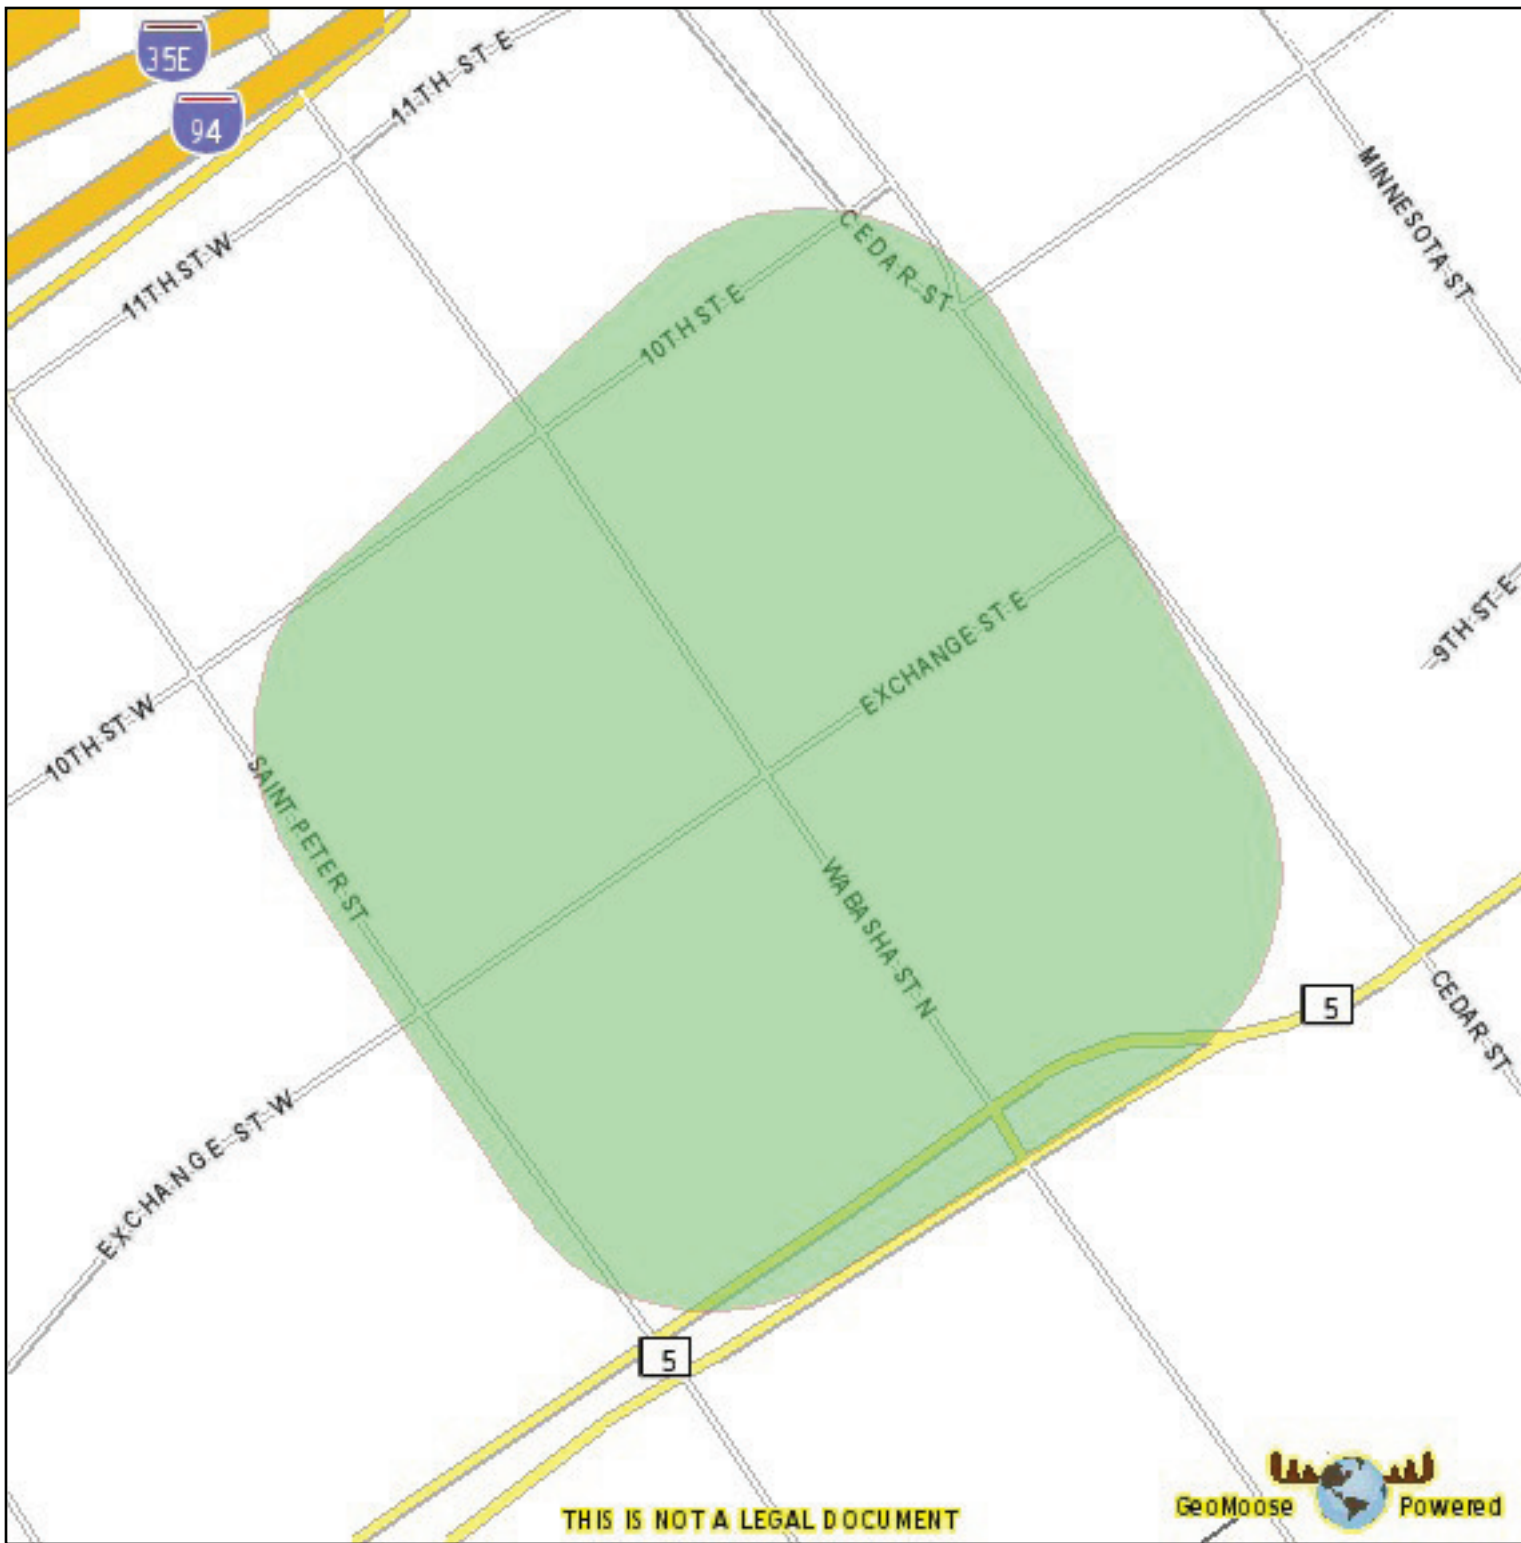 35E
11TH ST E
94
MINNESOTA ST
11TH ST W
CEDAR ST
10TH ST E
9TH ST E
EXCHANGE ST E
10TH ST W
SAINT PETER ST
WABASHA ST N
5
CEDAR ST
EXCHANGE ST W
5
THIS IS NOT A LEGAL DOCUMENT
GeoMoose Powered